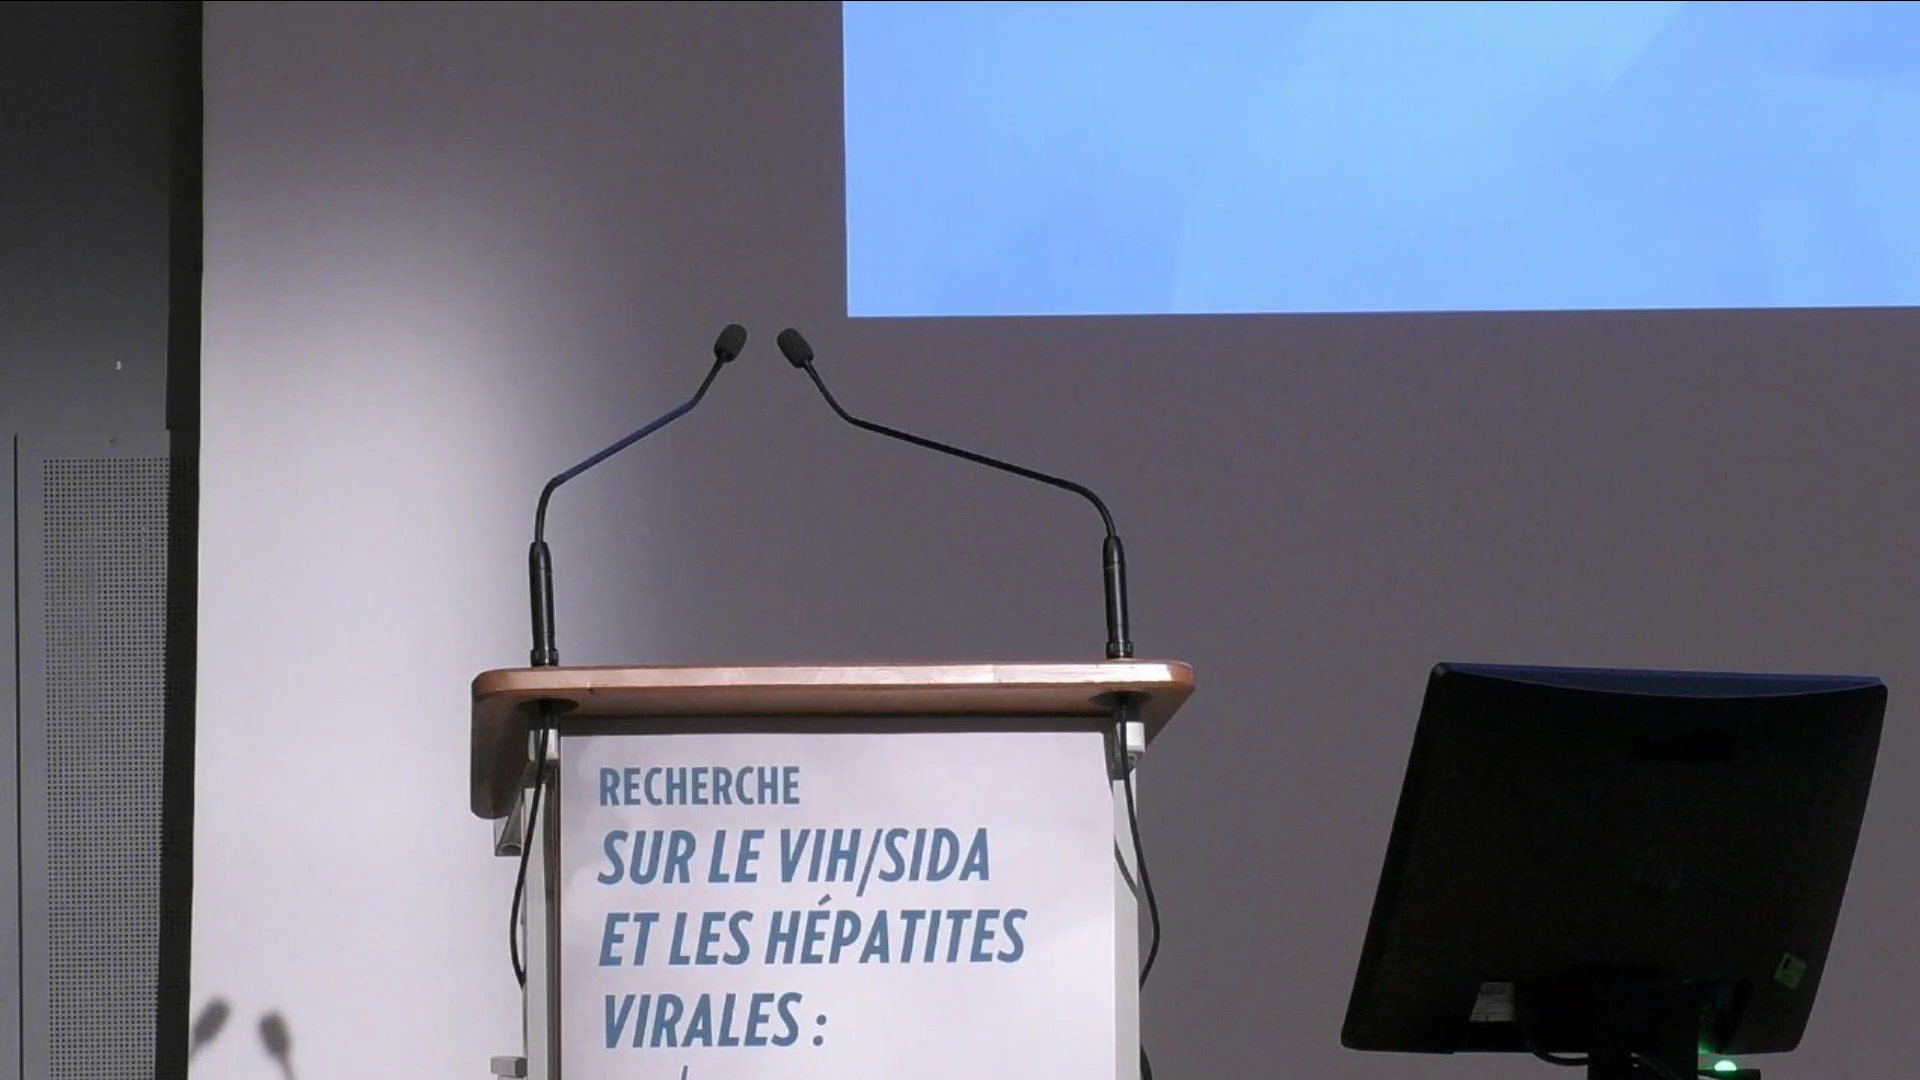 RECHERCHE
SUR LE VIH/SIDA
ET LES HÉPATITES
VIRALES :